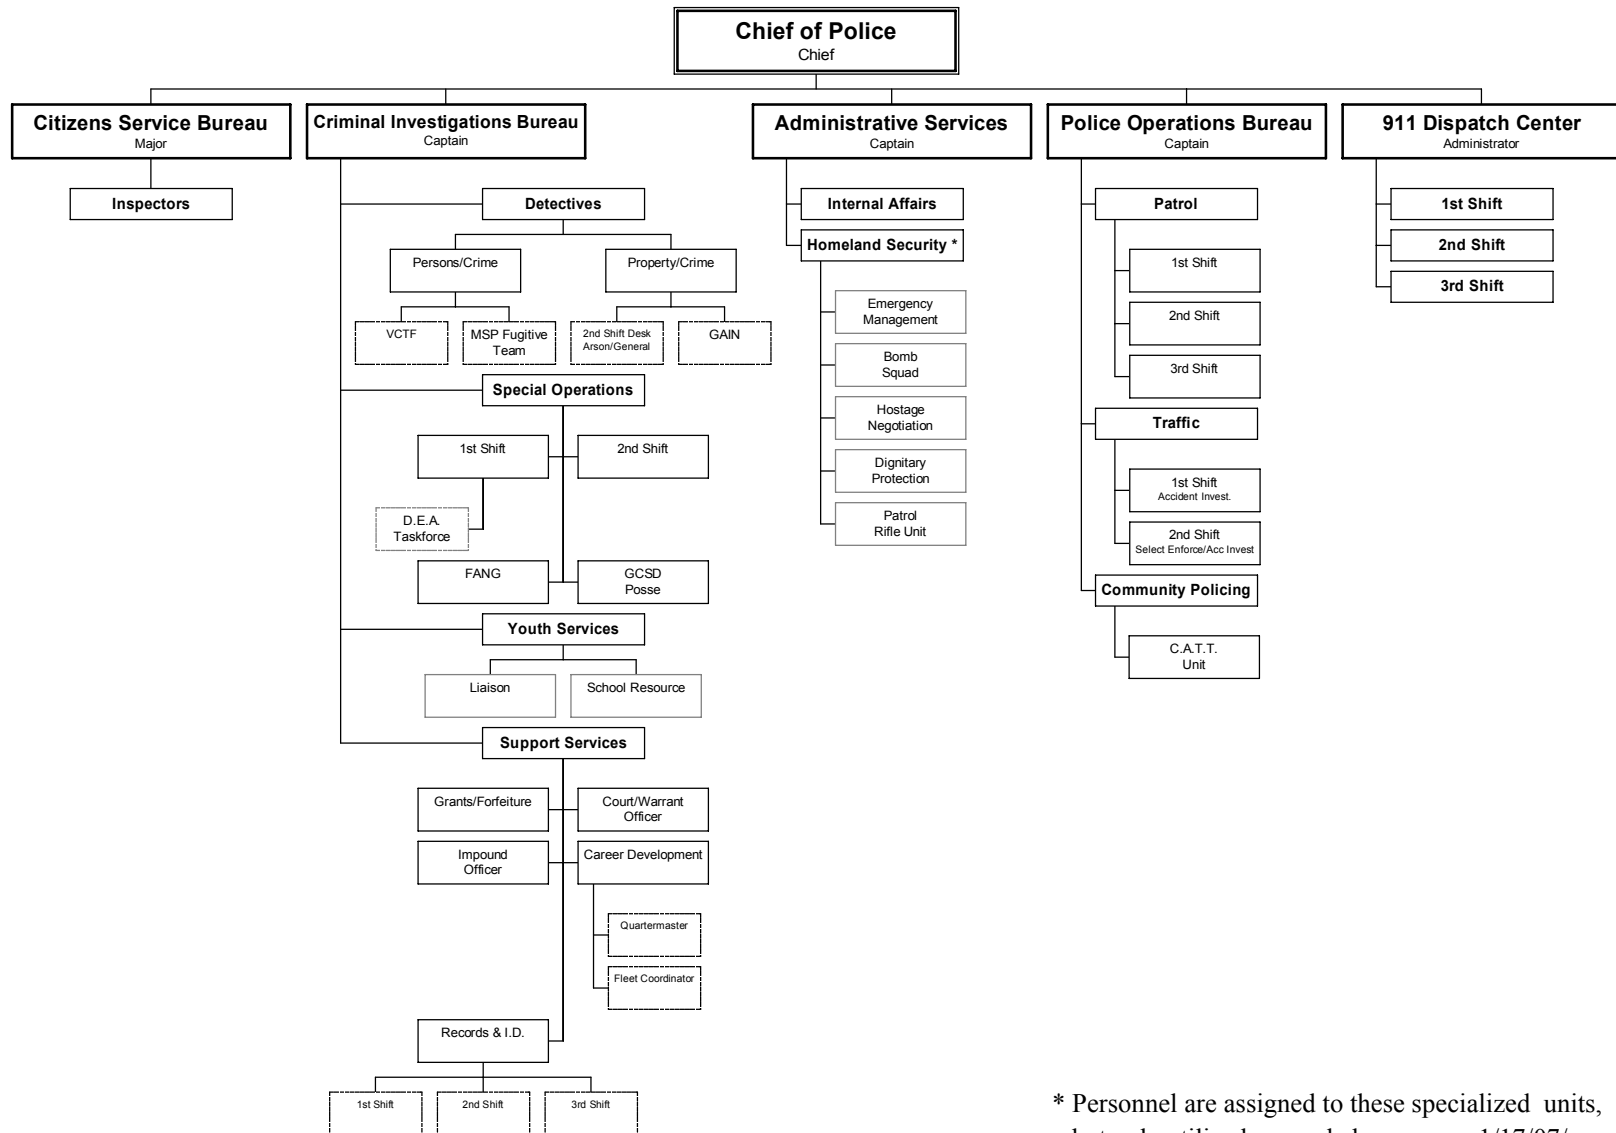 Chief of Police
Chief
Citizens Service Bureau
Major
Inspectors
Criminal Investigations Bureau
Captain
Detectives
Persons/Crime
Property/Crime
VCTF
MSP Fugitive
Team
2nd Shift Desk
Arson/General
GAIN
Special Operations
1st Shift
2nd Shift
D.E.A.
Taskforce
FANG
GCSD
Posse
Youth Services
Liaison
School Resource
Support Services
Grants/Forfeiture
Court/Warrant
Officer
Impound
Officer
Career Development
Quartermaster
Fleet Coordinator
Records & I.D.
1st Shift
2nd Shift
3rd Shift
Administrative Services
Captain
Internal Affairs
Homeland Security *
Emergency
Management
Bomb
Squad
Hostage
Negotiation
Dignitary
Protection
Patrol
Rifle Unit
Police Operations Bureau
Captain
Patrol
1st Shift
2nd Shift
3rd Shift
Traffic
1st Shift
Accident Invest.
2nd Shift
Select Enforce/Acc Invest
Community Policing
C.A.T.T.
Unit
911 Dispatch Center
Administrator
1st Shift
2nd Shift
3rd Shift
* Personnel are assigned to these specialized units,